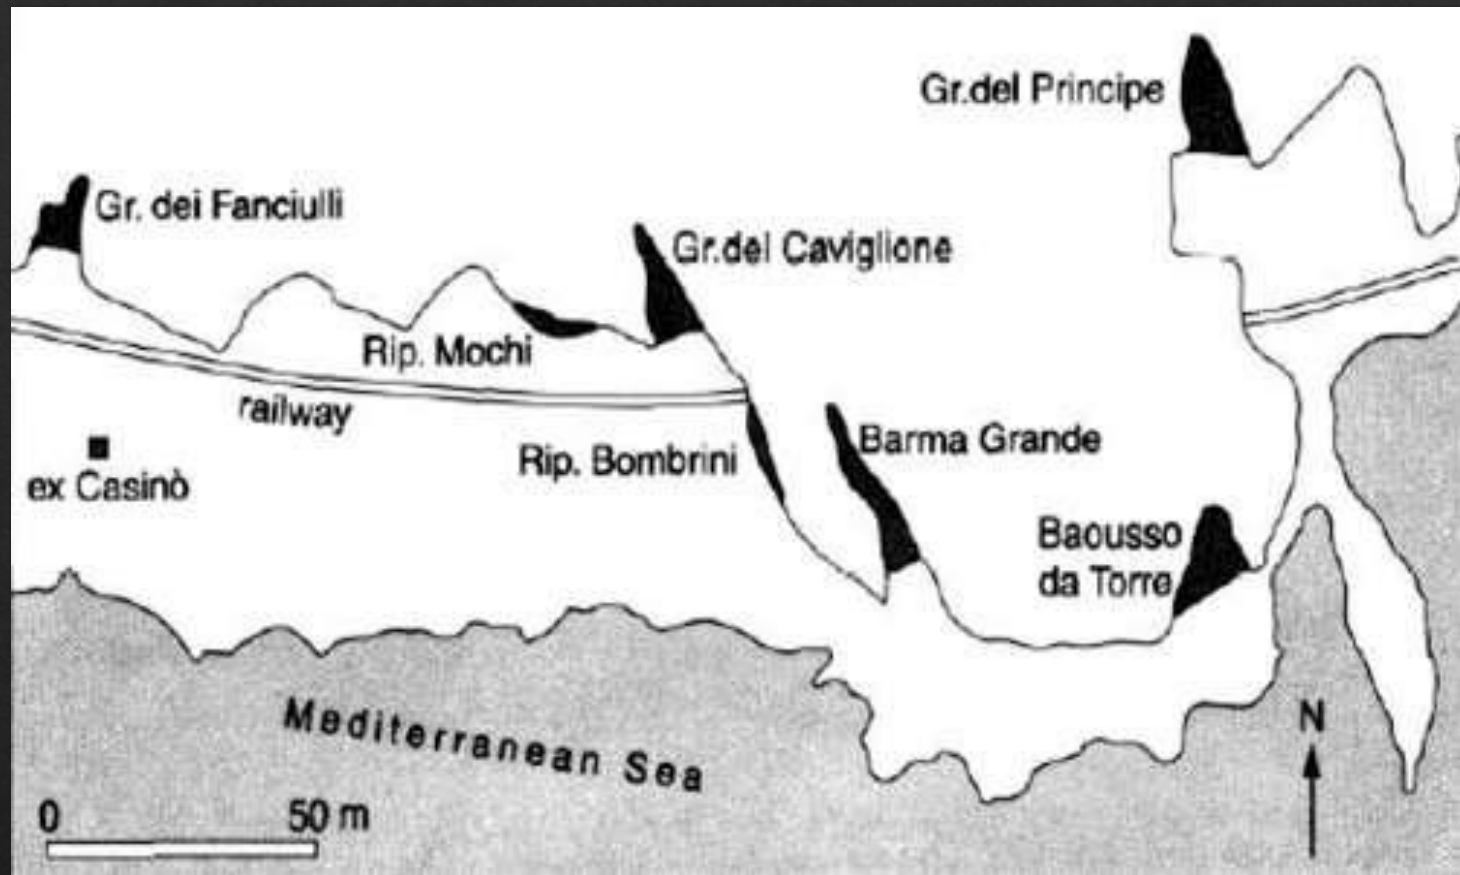 Gr.del Principe
Gr. dei Fanciulli
Gr.del Caviglione
Rip. Mochi
railway
Rip. Bombrini
Barma Grande
ex Casinò
Baousso
da Torre
Mediterranean Sea
N
0 50 m